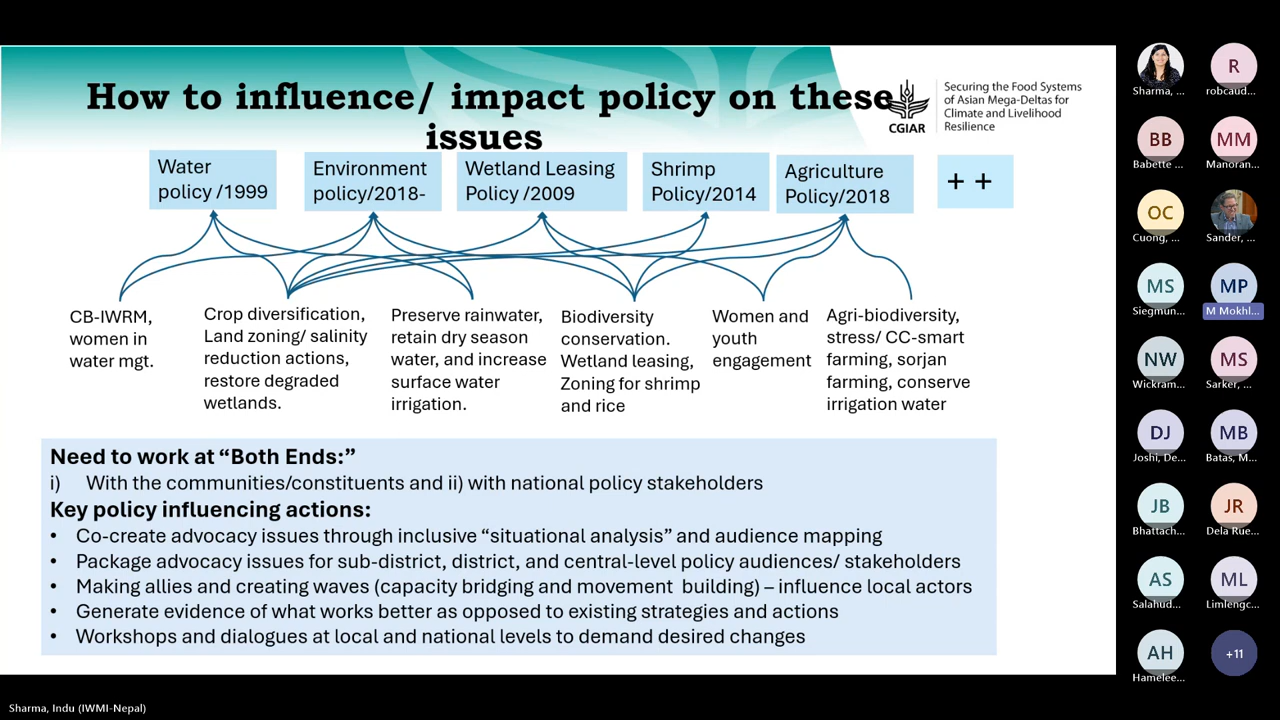 How to influence/ impact policy on these
issues
CGIAR
Securing the Food Systems
of Asian Mega-Deltas for
Climate and Livelihood
Resilience
Water
policy /1999
Environment
policy/2018-
Wetland Leasing
Policy /2009
Shrimp
Policy/2014
Agriculture
Policy/2018
+ +
CB-IWRM,
women in
water mgt.
Crop diversification,
Land zoning/ salinity
reduction actions,
restore degraded
wetlands.
Preserve rainwater,
retain dry season
water, and increase
surface water
irrigation.
Biodiversity
conservation.
Wetland leasing,
Zoning for shrimp
and rice
Women and
youth
engagement
Agri-biodiversity,
stress/ CC-smart
farming, sorjan
farming, conserve
irrigation water
Need to work at “Both Ends:”
i) With the communities/constituents and ii) with national policy stakeholders
Key policy influencing actions:
• Co-create advocacy issues through inclusive “situational analysis” and audience mapping
• Package advocacy issues for sub-district, district, and central-level policy audiences/ stakeholders
• Making allies and creating waves (capacity bridging and movement building) – influence local actors
• Generate evidence of what works better as opposed to existing strategies and actions
• Workshops and dialogues at local and national levels to demand desired changes
Sharma, ...
R
robcaud...
BB
Babette ...
MM
Manoran...
OC
Cuong, ...
Sander, ...
MS
Siegmun...
MP
M Mokhl...
NW
Wickram...
MS
Sarker, ...
DJ
Joshi, De...
MB
Batas, M...
JB
Bhattach...
JR
Dela Rue...
AS
Salahud...
ML
Limlengc...
AH
Hamelee...
+11
Sharma, Indu (IWMI-Nepal)